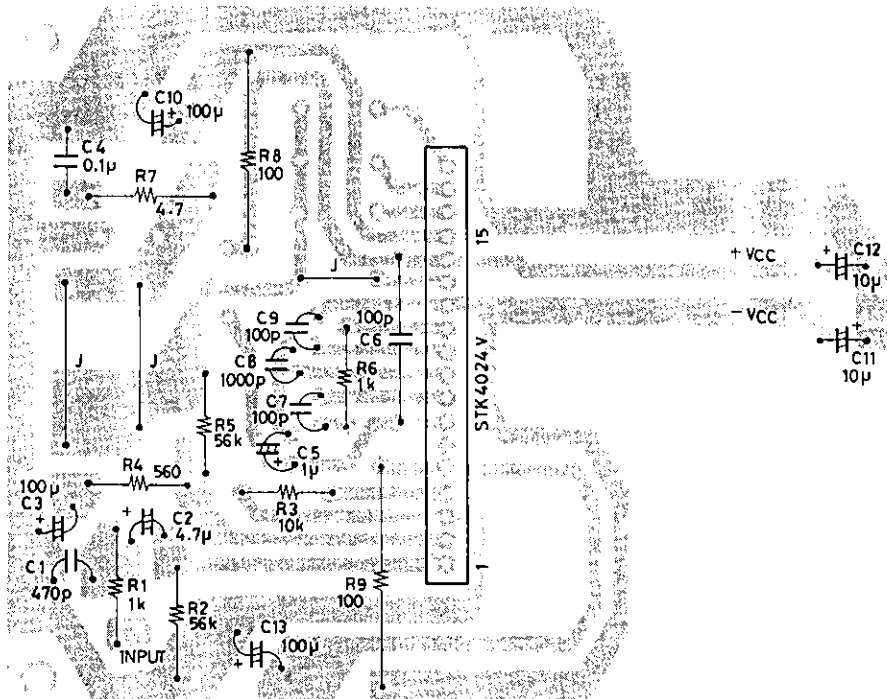 C10
100µ
C4
0.1µ
R8
100
R7
4.7
15
+ VCC
C12
10µ
J
C9
100p
100p
C6
- VCC
C11
10µ
C8
1000p
R6
1k
J
J
C7
100p
STK4024V
R5
56k
C5
1µ
R4 560
100µ
C3
R3
10k
C2
4.7µ
C1
470p
R1
1k
R2
56k
R9
100
1
C13
100µ
INPUT